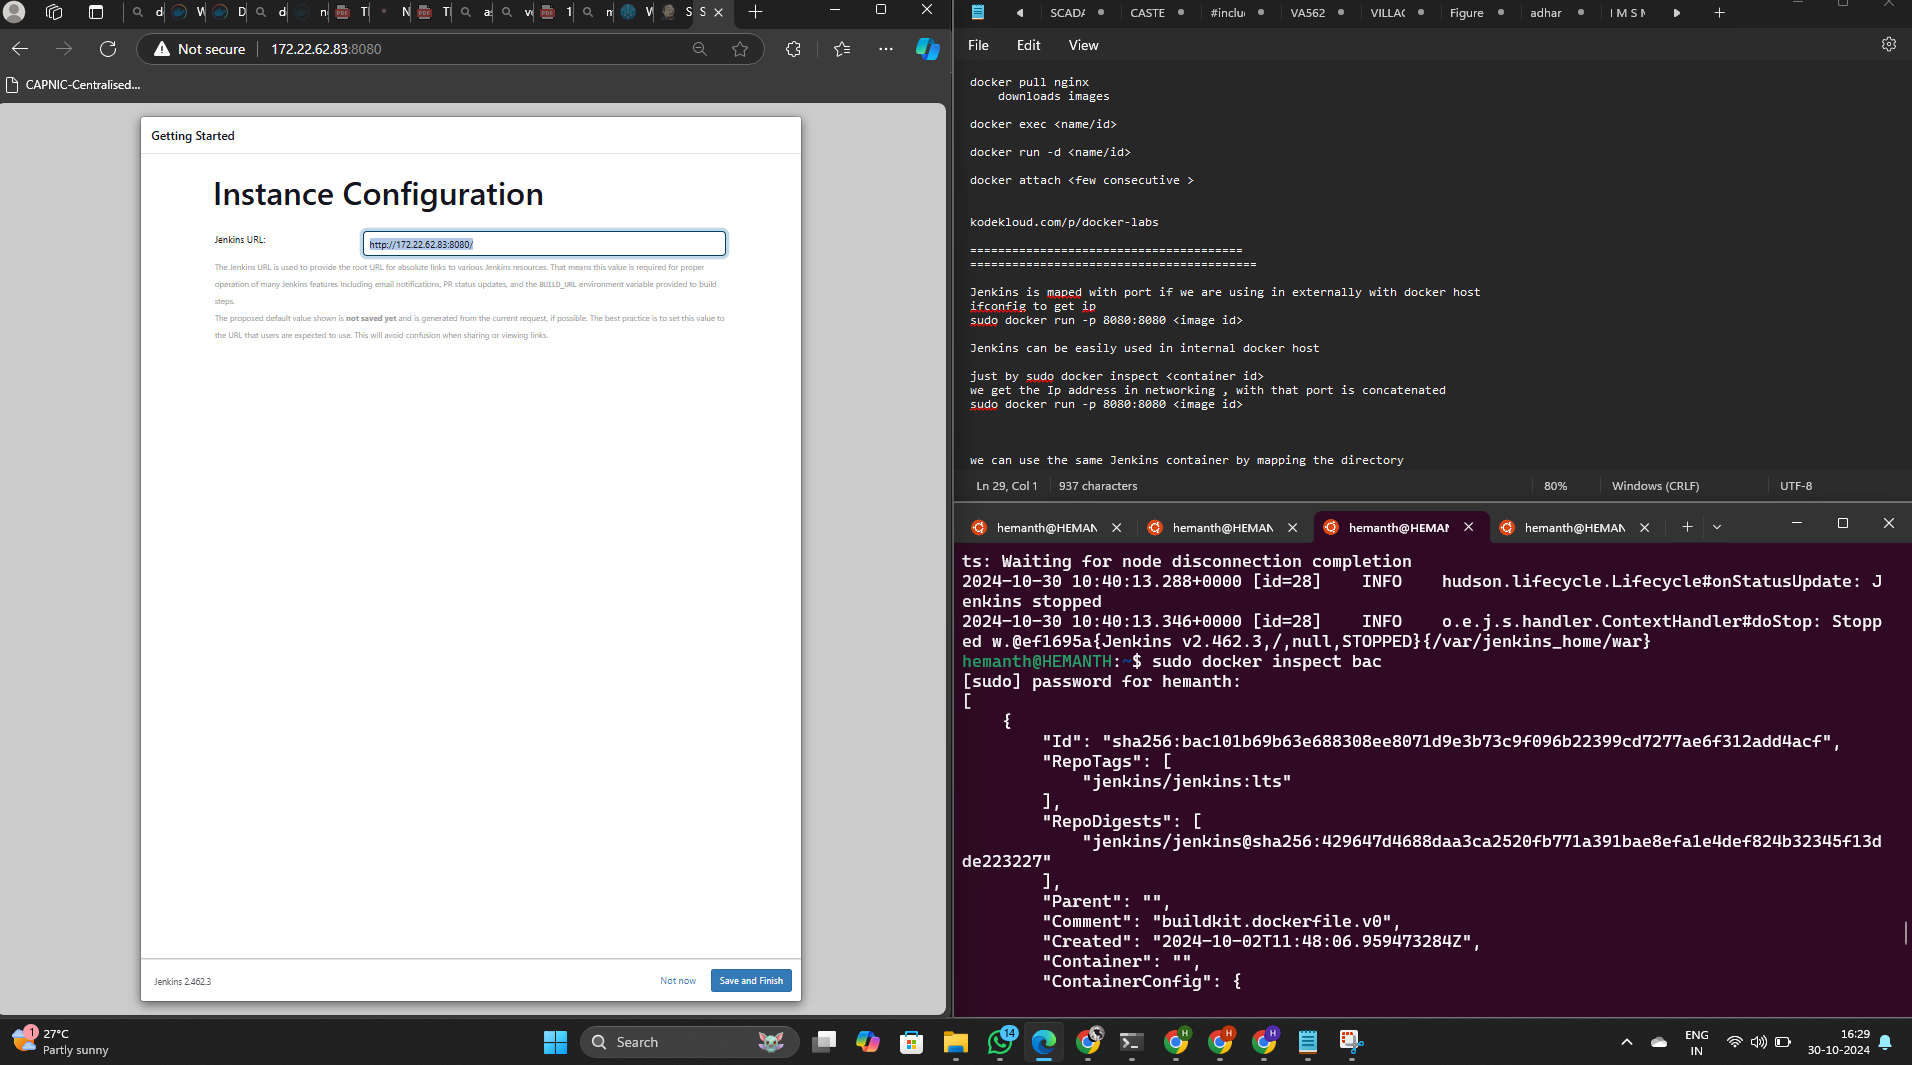 Not secure
172.22.62.83:8080
CAPNIC-Centralised...
Getting Started
Instance Configuration
Jenkins URL:
http://172.22.62.83:8080/
The Jenkins URL is used to provide the root URL for absolute links to various Jenkins resources. That means this value is required for proper
operation of many Jenkins features including email notifications, PR status updates, and the BUILD_URL environment variable provided to build
steps.
The proposed default value shown is not saved yet and is generated from the current request, if possible. The best practice is to set this value to
the URL that users are expected to use. This will avoid confusion when sharing or viewing links.
Jenkins 2.462.3
Not now
Save and Finish
SCADA
CASTE
#inclu
VA562
VILLAG
Figure
adhar
I M S M
File Edit View
docker pull nginx
downloads images
docker exec <name/id>
docker run -d <name/id>
docker attach <few consecutive >
kodekloud.com/p/docker-labs
=======================================
=========================================
Jenkins is maped with port if we are using in externally with docker host
ifconfig to get ip
sudo docker run -p 8080:8080 <image id>
Jenkins can be easily used in internal docker host
just by sudo docker inspect <container id>
we get the Ip address in networking , with that port is concatenated
sudo docker run -p 8080:8080 <image id>
we can use the same Jenkins container by mapping the directory
Ln 29, Col 1 937 characters 80% Windows (CRLF) UTF-8
hemanth@HEMAN
hemanth@HEMAN
hemanth@HEMAN
hemanth@HEMAN
ts: Waiting for node disconnection completion
2024-10-30 10:40:13.288+0000 [id=28] INFO hudson.lifecycle.Lifecycle#onStatusUpdate: J
enkins stopped
2024-10-30 10:40:13.346+0000 [id=28] INFO o.e.j.s.handler.ContextHandler#doStop: Stopp
ed w.@ef1695a{Jenkins v2.462.3,/,null,STOPPED}{/var/jenkins_home/war}
hemanth@HEMANTH:~$ sudo docker inspect bac
[sudo] password for hemanth:
[
{
"Id": "sha256:bac101b69b63e688308ee8071d9e3b73c9f096b22399cd7277ae6f312add4acf",
"RepoTags": [
"jenkins/jenkins:lts"
],
"RepoDigests": [
"jenkins/jenkins@sha256:429647d4688daa3ca2520fb771a391bae8efa1e4def824b32345f13d
de223227"
],
"Parent": "",
"Comment": "buildkit.dockerfile.v0",
"Created": "2024-10-02T11:48:06.959473284Z",
"Container": "",
"ContainerConfig": {
1
27°C
Partly sunny
Search
14
H
H
H
ENG
IN
16:29
30-10-2024